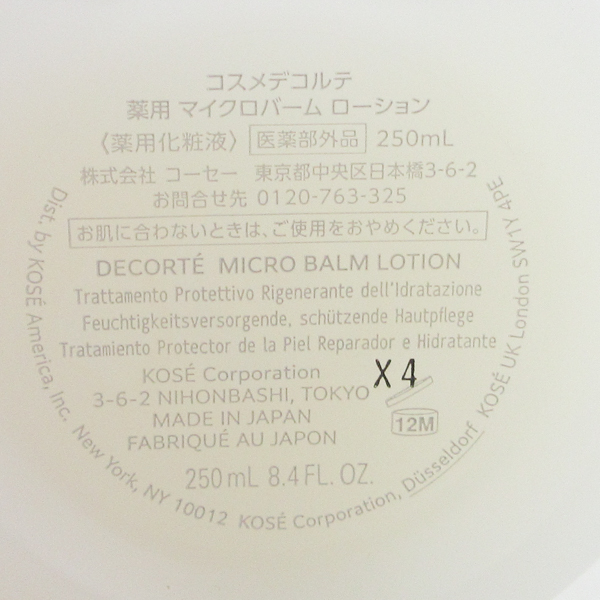 コスメデコルテ
薬用 マイクロバーム ローション
〈薬用化粧液〉 医薬部外品 250mL
株式会社 コーセー 東京都中央区日本橋3-6-2
お問合せ先 0120-763-325
お肌に合わないときは、ご使用をおやめください。
DECORTÉ MICRO BALM LOTION
Trattamento Protettivo Rigenerante dell'Idratazione
Feuchtigkeitsversorgende, schützende Hautpflege
Tratamiento Protector de la Piel Reparador e Hidratante
KOSÉ Corporation
3-6-2 NIHONBASHI, TOKYO
MADE IN JAPAN
FABRIQUÉ AU JAPON
X4
12M
250 mL 8.4 FL. OZ.
Dist. by KOSÉ America, Inc. New York, NY 10012 KOSÉ Corporation, Düsseldorf KOSÉ UK London SW1Y 4PE